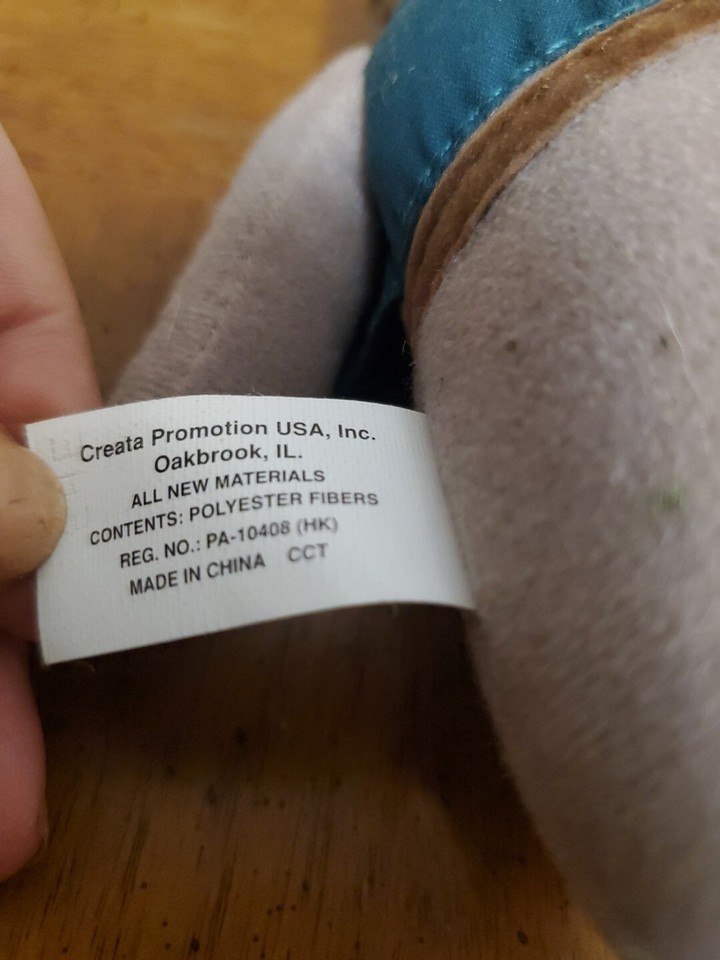 Creata Promotion USA, Inc.
Oakbrook, IL.
ALL NEW MATERIALS
CONTENTS: POLYESTER FIBERS
REG. NO.: PA-10408 (HK)
MADE IN CHINA CCT